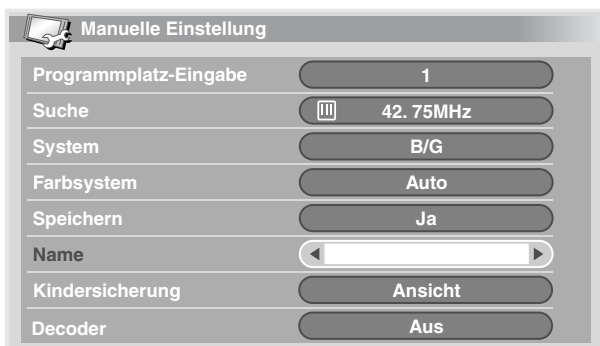 Manuelle Einstellung
Programmplatz-Eingabe 1
Suche 42. 75MHz
System B/G
Farbsystem Auto
Speichern Ja
Name
Kindersicherung Ansicht
Decoder Aus